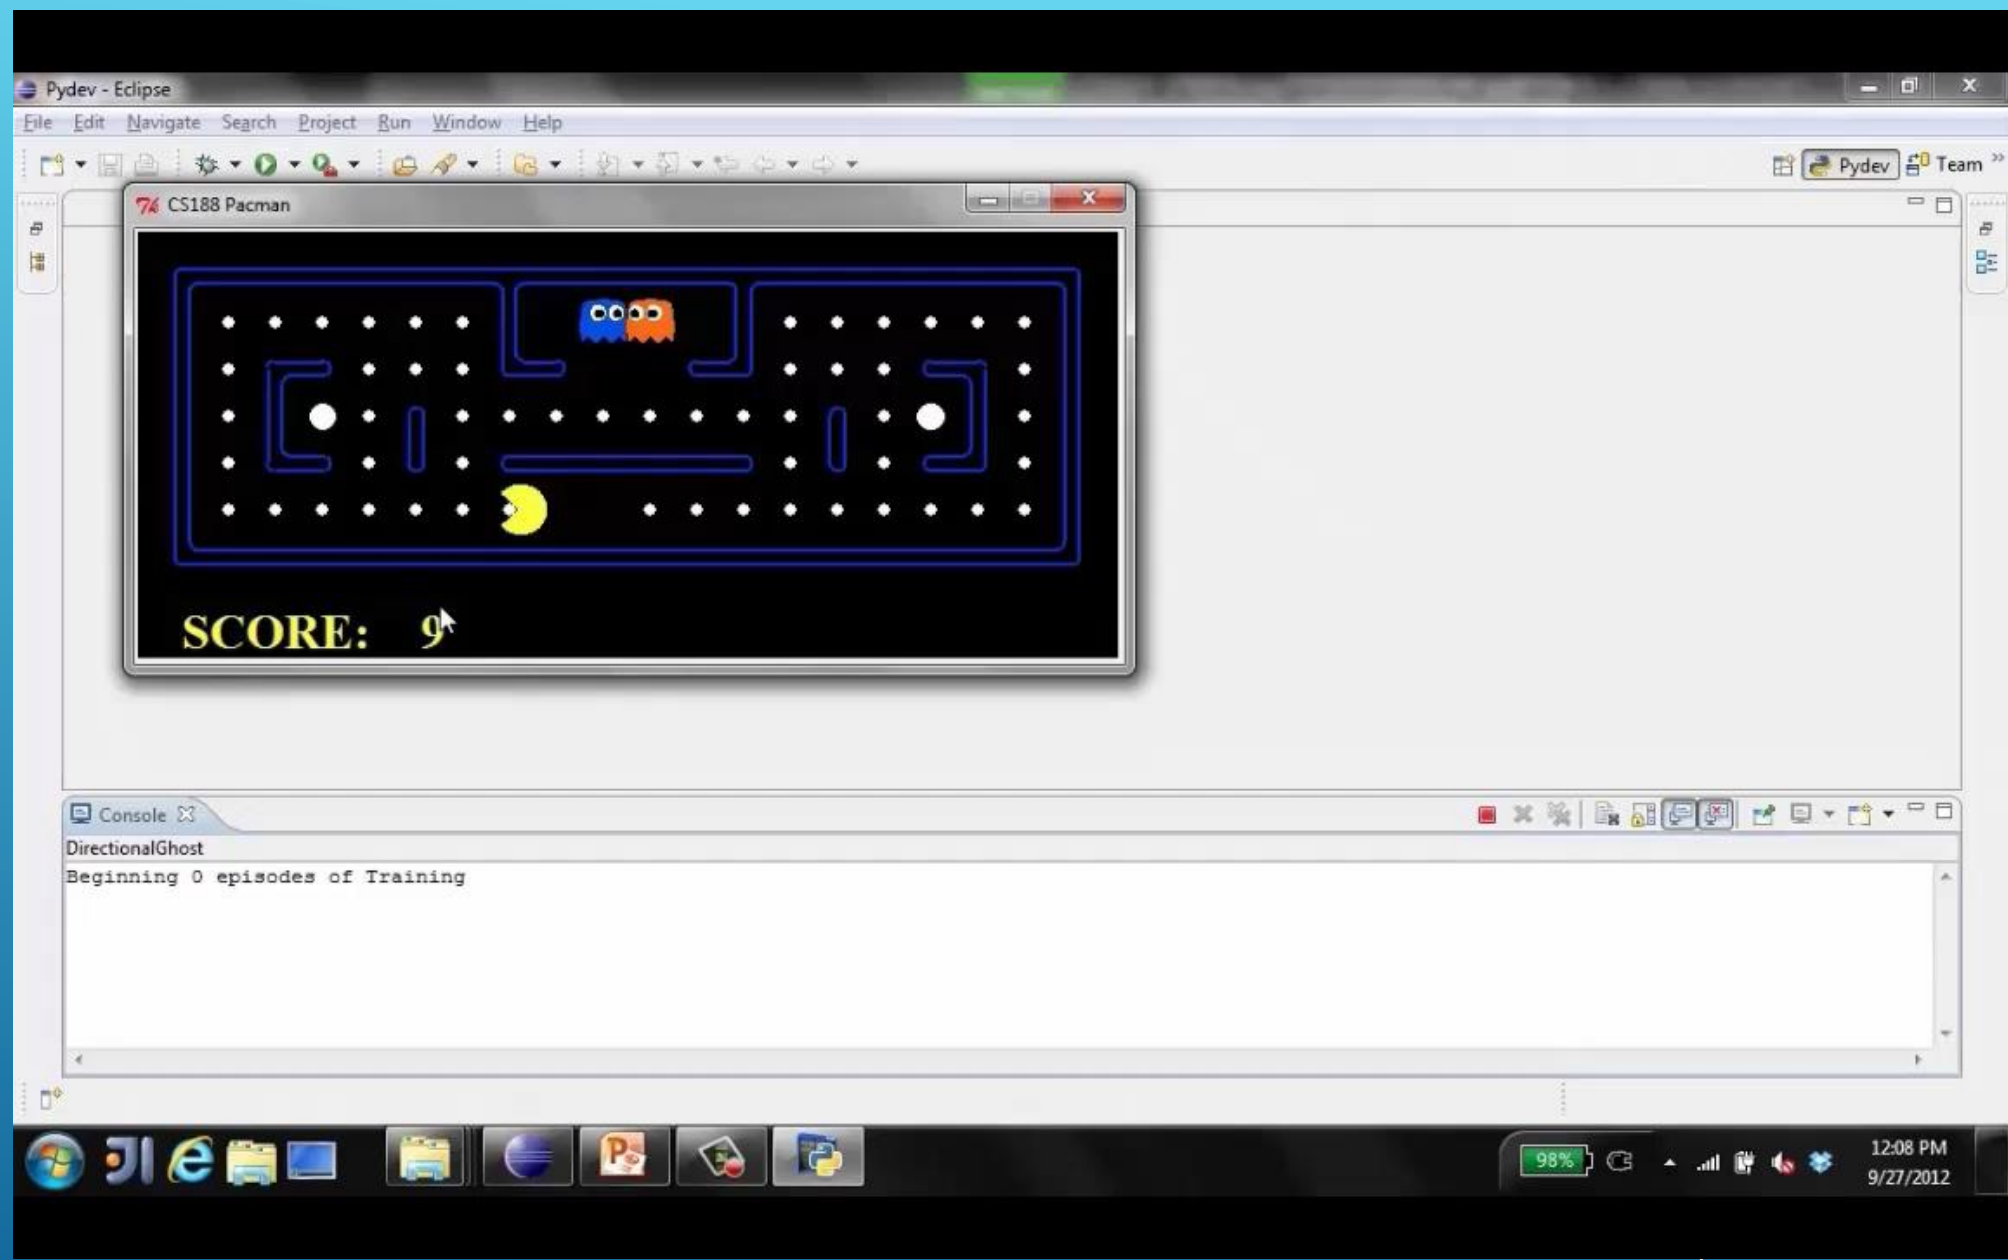 Pydev - Eclipse
File Edit Navigate Search Project Run Window Help
Pydev Team
CS188 Pacman
SCORE: 9
Console
DirectionalGhost
Beginning 0 episodes of Training
98%
12:08 PM
9/27/2012